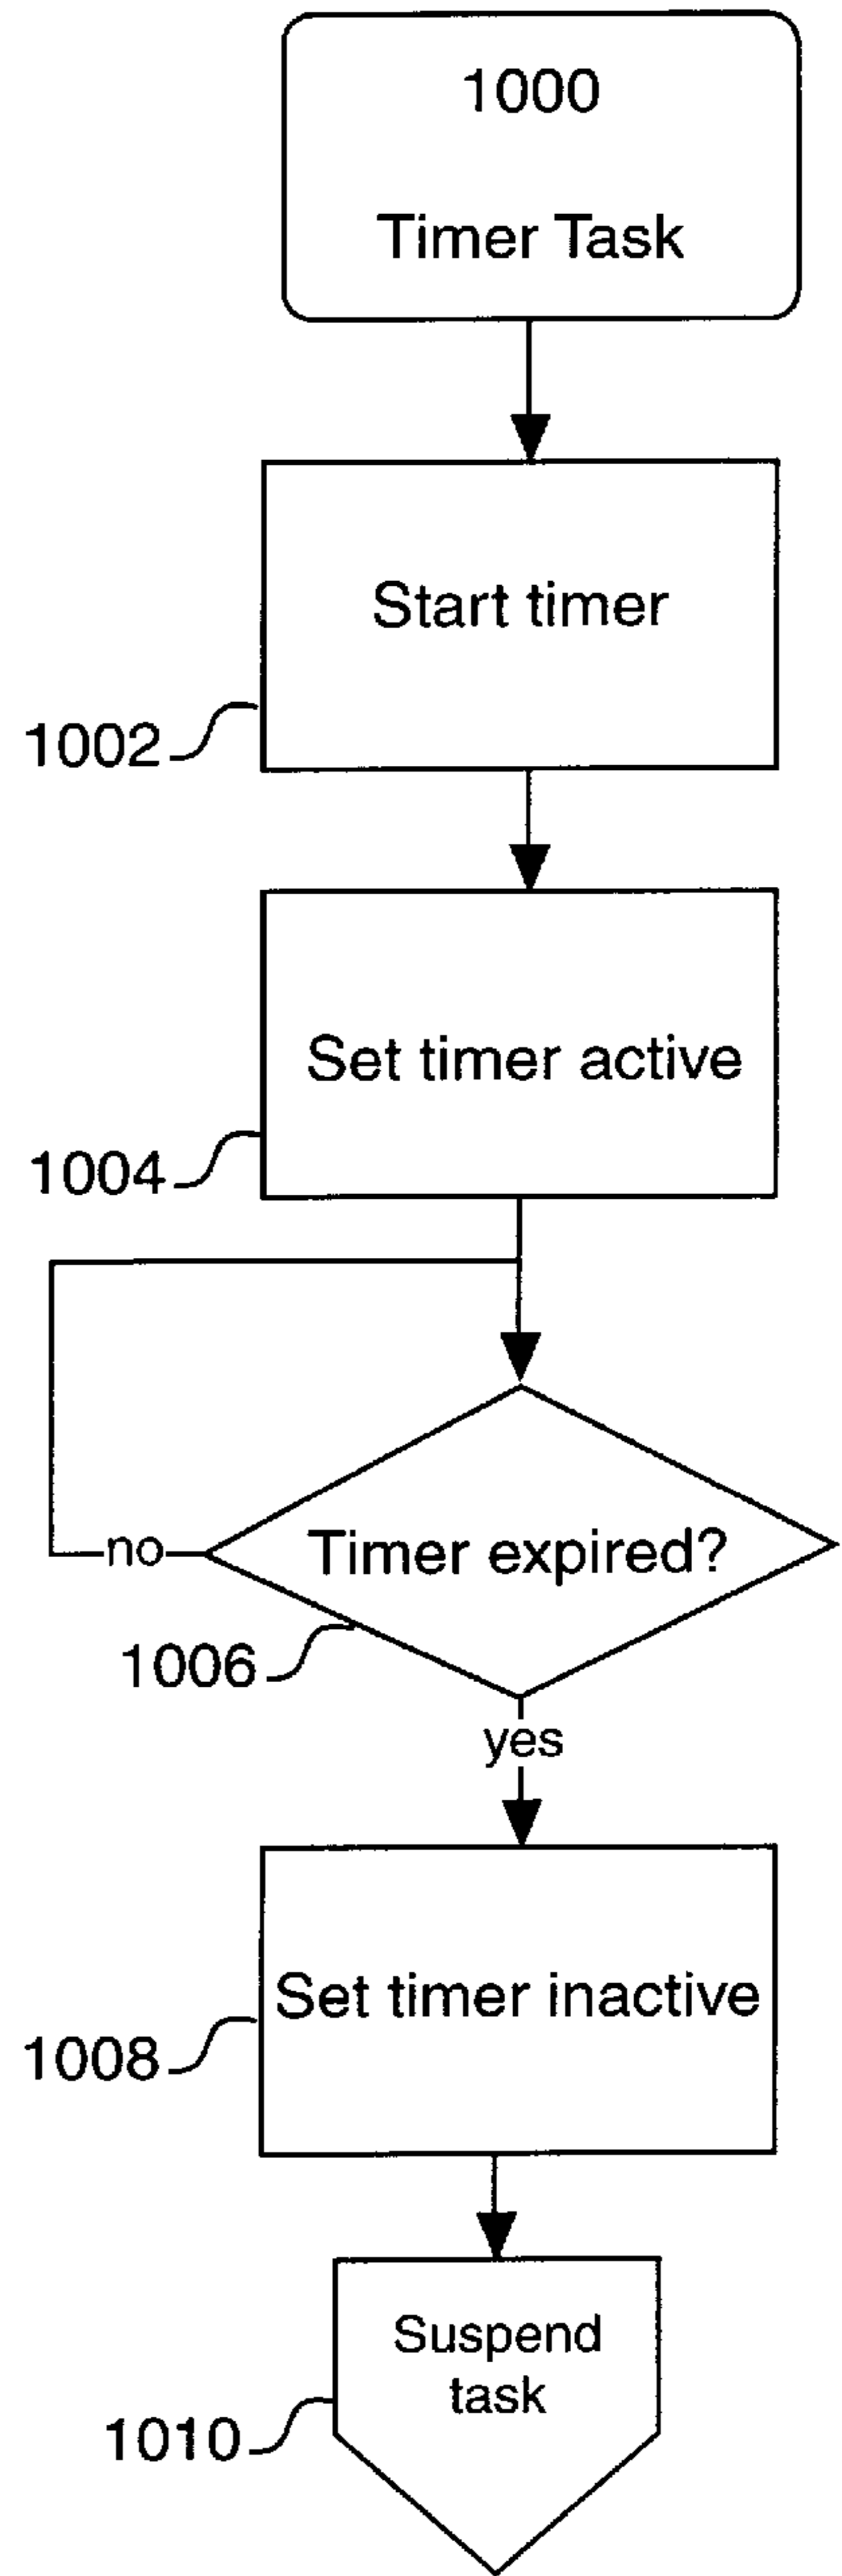 1000
Timer Task
Start timer
1002
Set timer active
1004
no
Timer expired?
1006
yes
Set timer inactive
1008
Suspend
task
1010